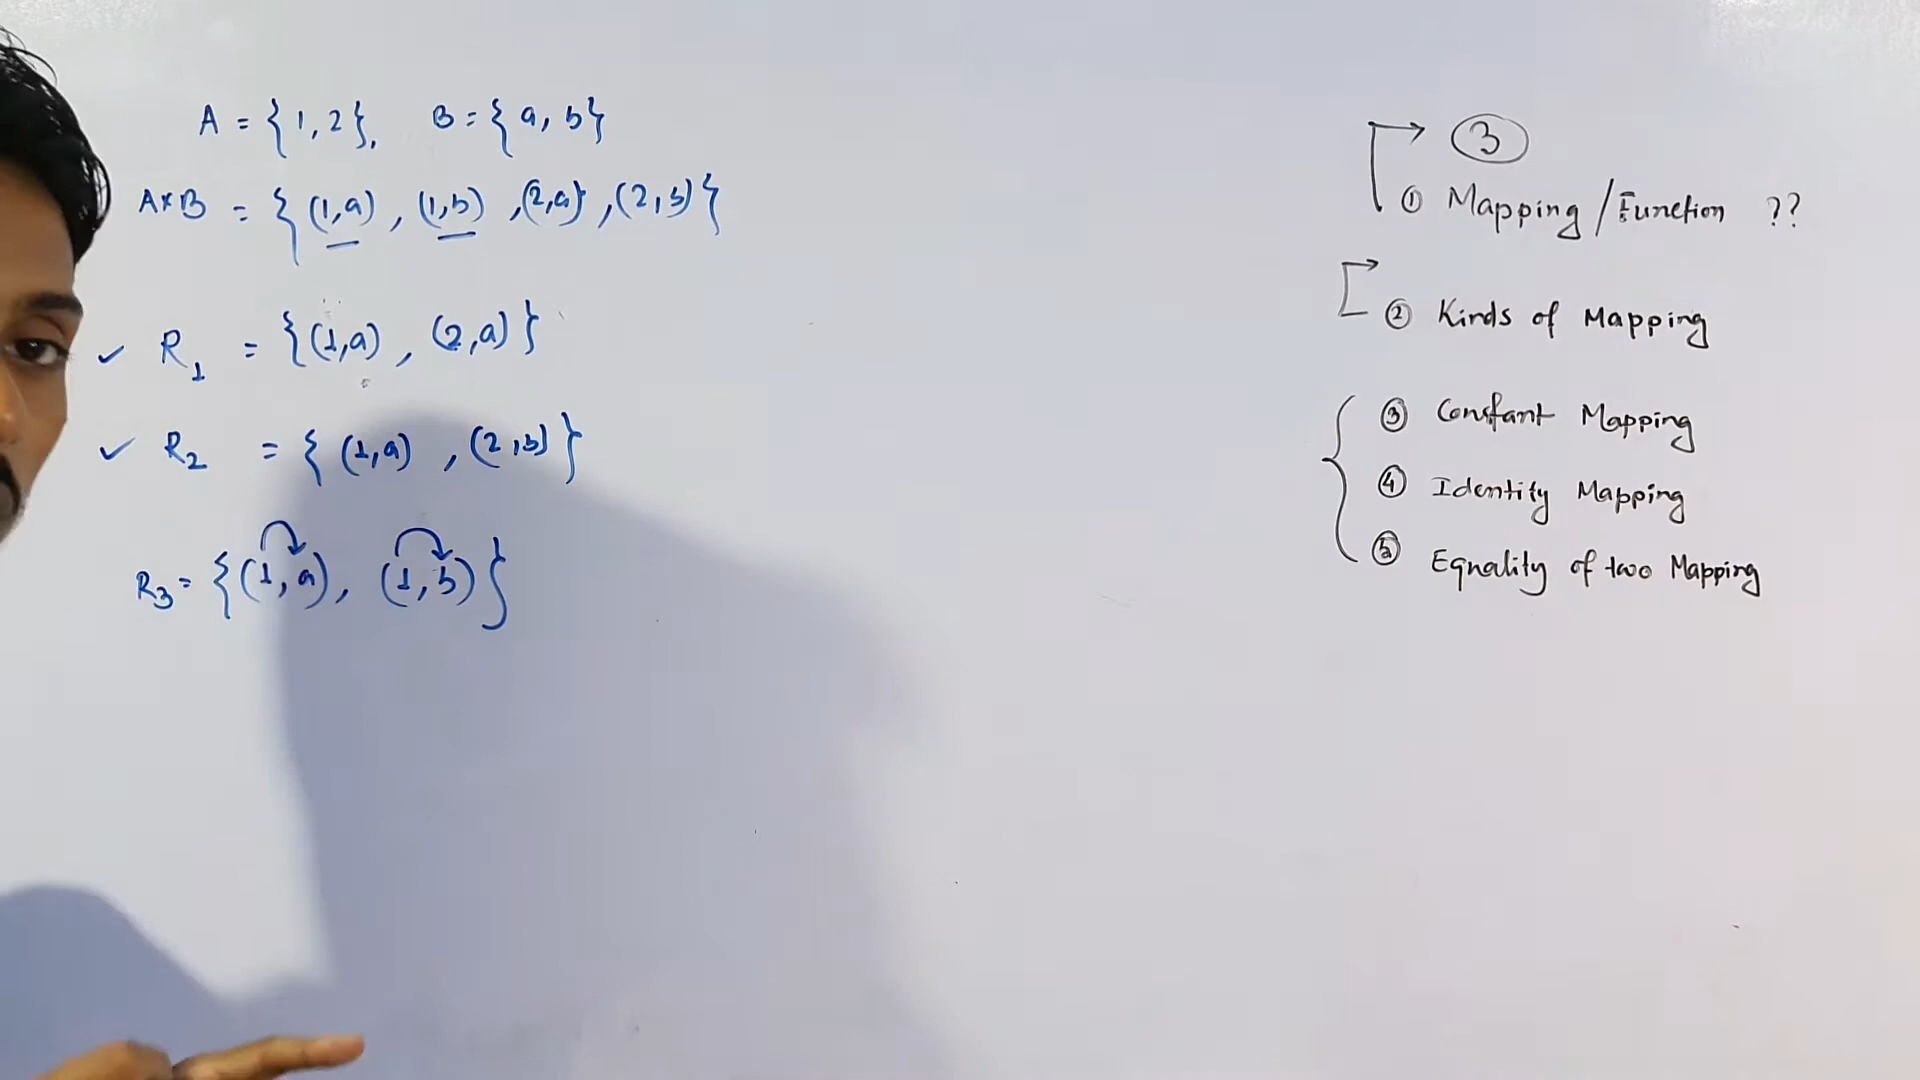 A = {1, 2}, B = {a, b}
A×B = {(1,a), (1,b), (2,a), (2,b)}
✓ R₁ = {(1,a), (2,a)}
✓ R₂ = {(1,a), (2,b)}
R₃ = {(1,a), (1,b)}
3
① Mapping / Function ??
② Kinds of Mapping
③ Constant Mapping
④ Identity Mapping
⑤ Equality of two Mapping